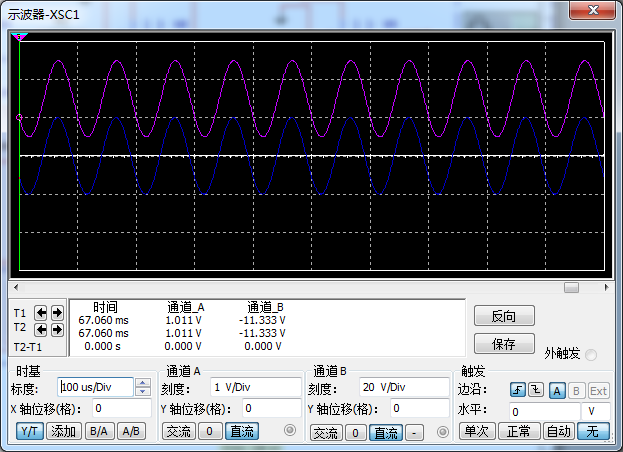 示波器-XSC1
时间 通道_A 通道_B
T1 67.060 ms 1.011 V -11.333 V
T2 67.060 ms 1.011 V -11.333 V
T2-T1 0.000 s 0.000 V 0.000 V
反向
保存
外触发
时基
标度: 100 us/Div
X 轴位移(格): 0
Y/T 添加 B/A A/B
通道 A
刻度: 1 V/Div
Y 轴位移(格): 0
交流 0 直流
通道 B
刻度: 20 V/Div
Y 轴位移(格): 0
交流 0 直流 -
触发
边沿: A B Ext
水平: 0 V
单次 正常 自动 无